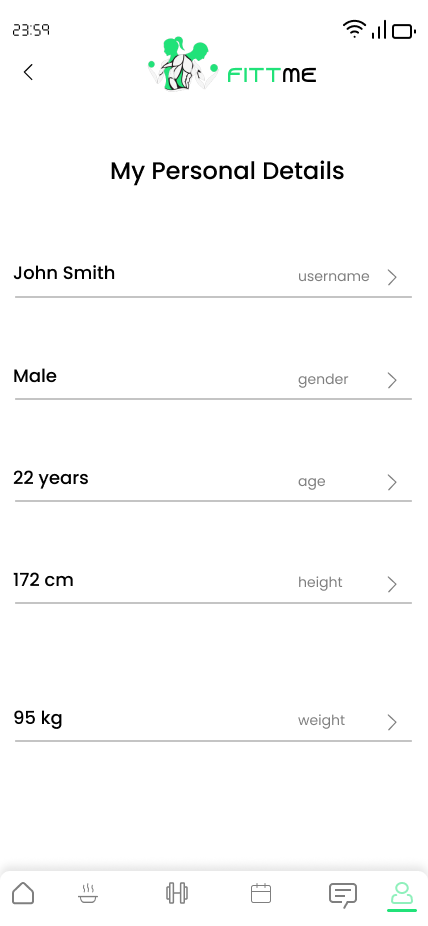 23:59
FITTME
My Personal Details
John Smith username
Male gender
22 years age
172 cm height
95 kg weight